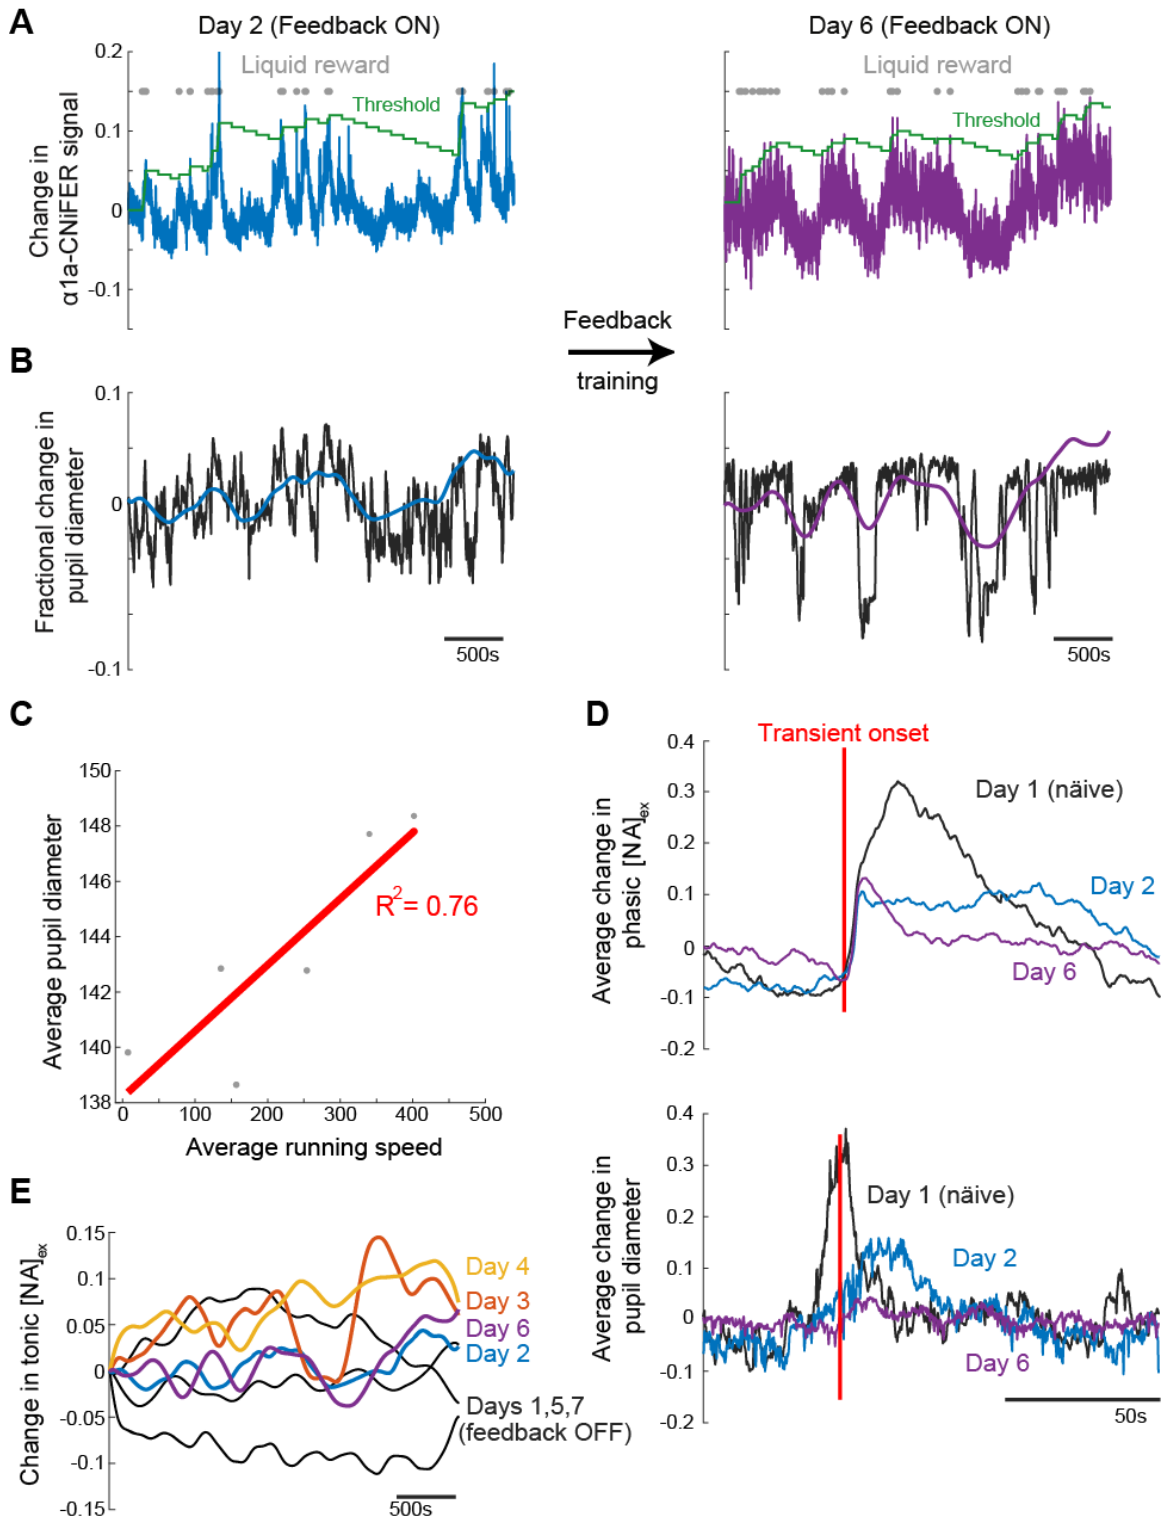 A
Day 2 (Feedback ON)
Day 6 (Feedback ON)
Change in
α1a-CNiFER signal
0.2
0.1
0
-0.1
Liquid reward
Threshold
Liquid reward
Threshold
Feedback
training
B
Fractional change in
pupil diameter
0.1
0
-0.1
500s
500s
C
Average pupil diameter
150
148
146
144
142
140
138
R2= 0.76
0 100 200 300 400 500
Average running speed
D
Transient onset
Average change in
phasic [NA]ex
0.4
0.3
0.2
0.1
0
-0.1
-0.2
Day 1 (näive)
Day 2
Day 6
Average change in
pupil diameter
0.4
0.3
0.2
0.1
0
-0.1
-0.2
Day 1 (näive)
Day 2
Day 6
50s
E
Change in tonic [NA]ex
0.15
0.1
0.05
0
-0.05
-0.1
-0.15
Day 4
Day 3
Day 6
Day 2
Days 1,5,7
(feedback OFF)
500s